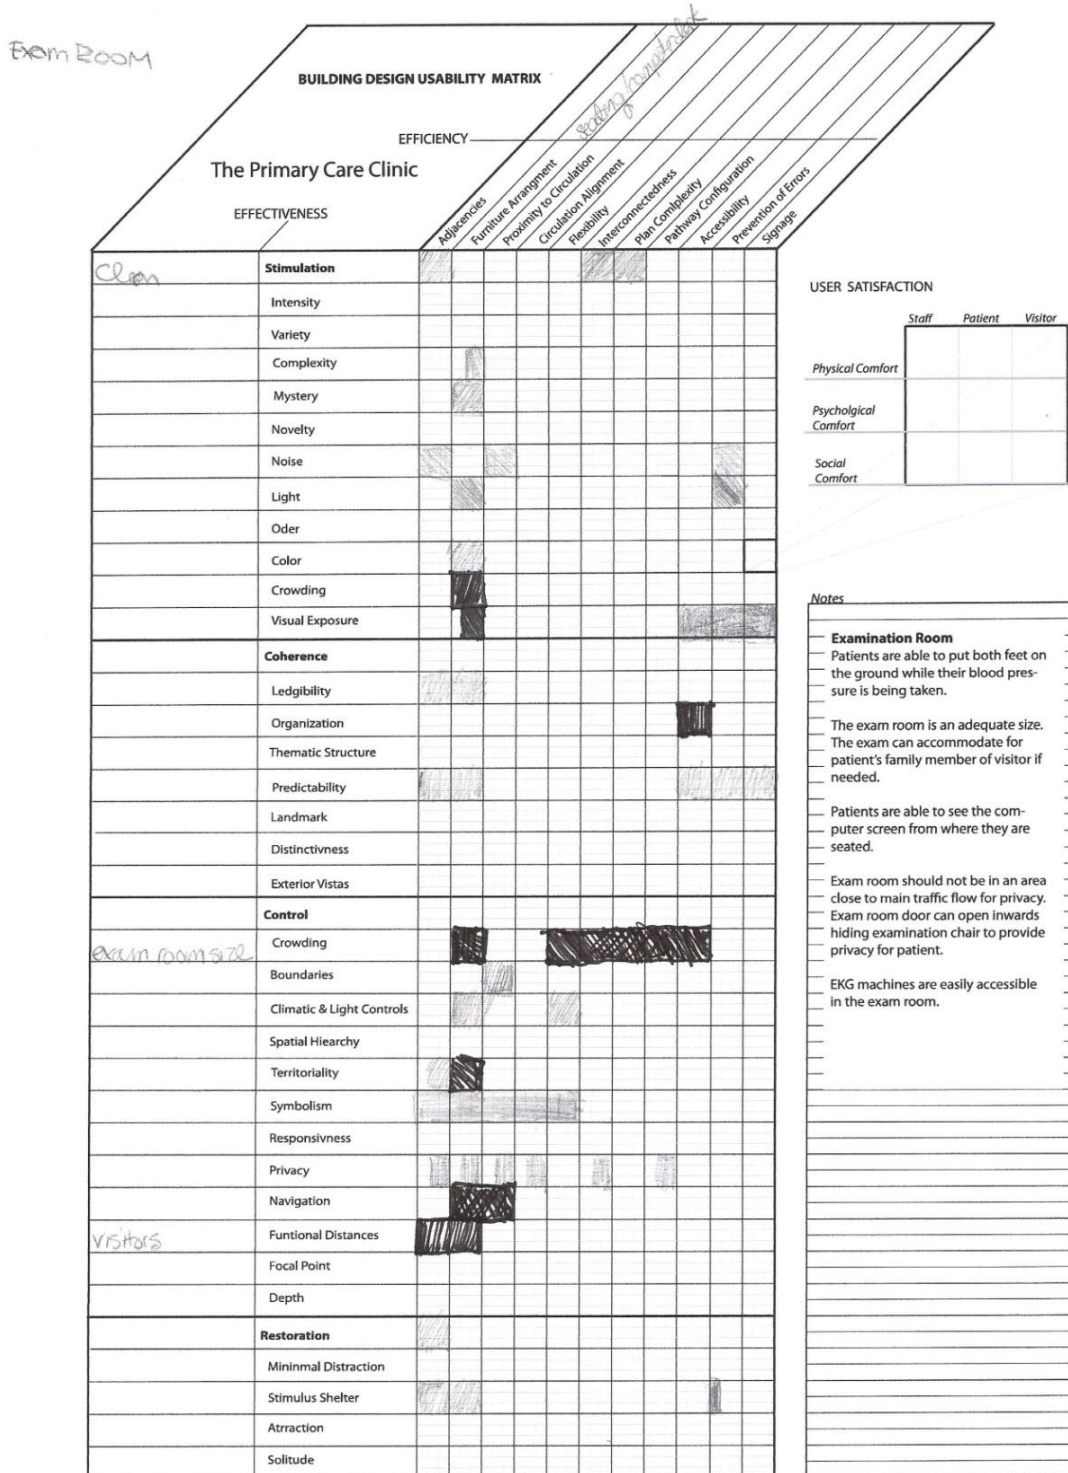 Exam ROOM
BUILDING DESIGN USABILITY MATRIX
EFFICIENCY
The Primary Care Clinic
EFFECTIVENESS
Adjacencies
Furniture Arrangment
Proximity to Circulation
Circulation Alignment
Flexibility
Interconnectedness
Plan Comlplexity
Pathway Configuration
Accessibility
Prevention of Errors
Signage
Clean
Stimulation
Intensity
Variety
Complexity
Mystery
Novelty
Noise
Light
Oder
Color
Crowding
Visual Exposure
Coherence
Ledgibility
Organization
Thematic Structure
Predictability
Landmark
Distinctivness
Exterior Vistas
Control
exam room size
Crowding
Boundaries
Climatic & Light Controls
Spatial Hiearchy
Territoriality
Symbolism
Responsivness
Privacy
Navigation
visitors
Funtional Distances
Focal Point
Depth
Restoration
Mininmal Distraction
Stimulus Shelter
Atrraction
Solitude
USER SATISFACTION
Staff Patient Visitor
Physical Comfort
Psycholgical
Comfort
Social
Comfort
Notes
Examination Room
Patients are able to put both feet on
the ground while their blood pres-
sure is being taken.
The exam room is an adequate size.
The exam can accommodate for
patient's family member of visitor if
needed.
Patients are able to see the com-
puter screen from where they are
seated.
Exam room should not be in an area
close to main traffic flow for privacy.
Exam room door can open inwards
hiding examination chair to provide
privacy for patient.
EKG machines are easily accessible
in the exam room.